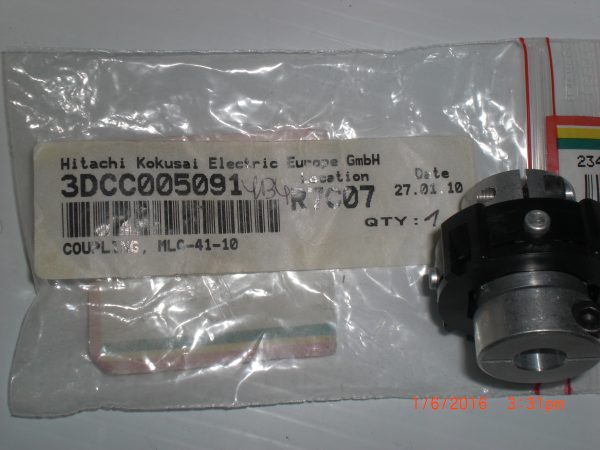 Hitachi Kokusai Electric Europe GmbH
3DCC005091
Location
Date
R7C07
27.01.10
QTY: 1
COUPLING, MLC-41-10
234
1/6/2016 3:31pm